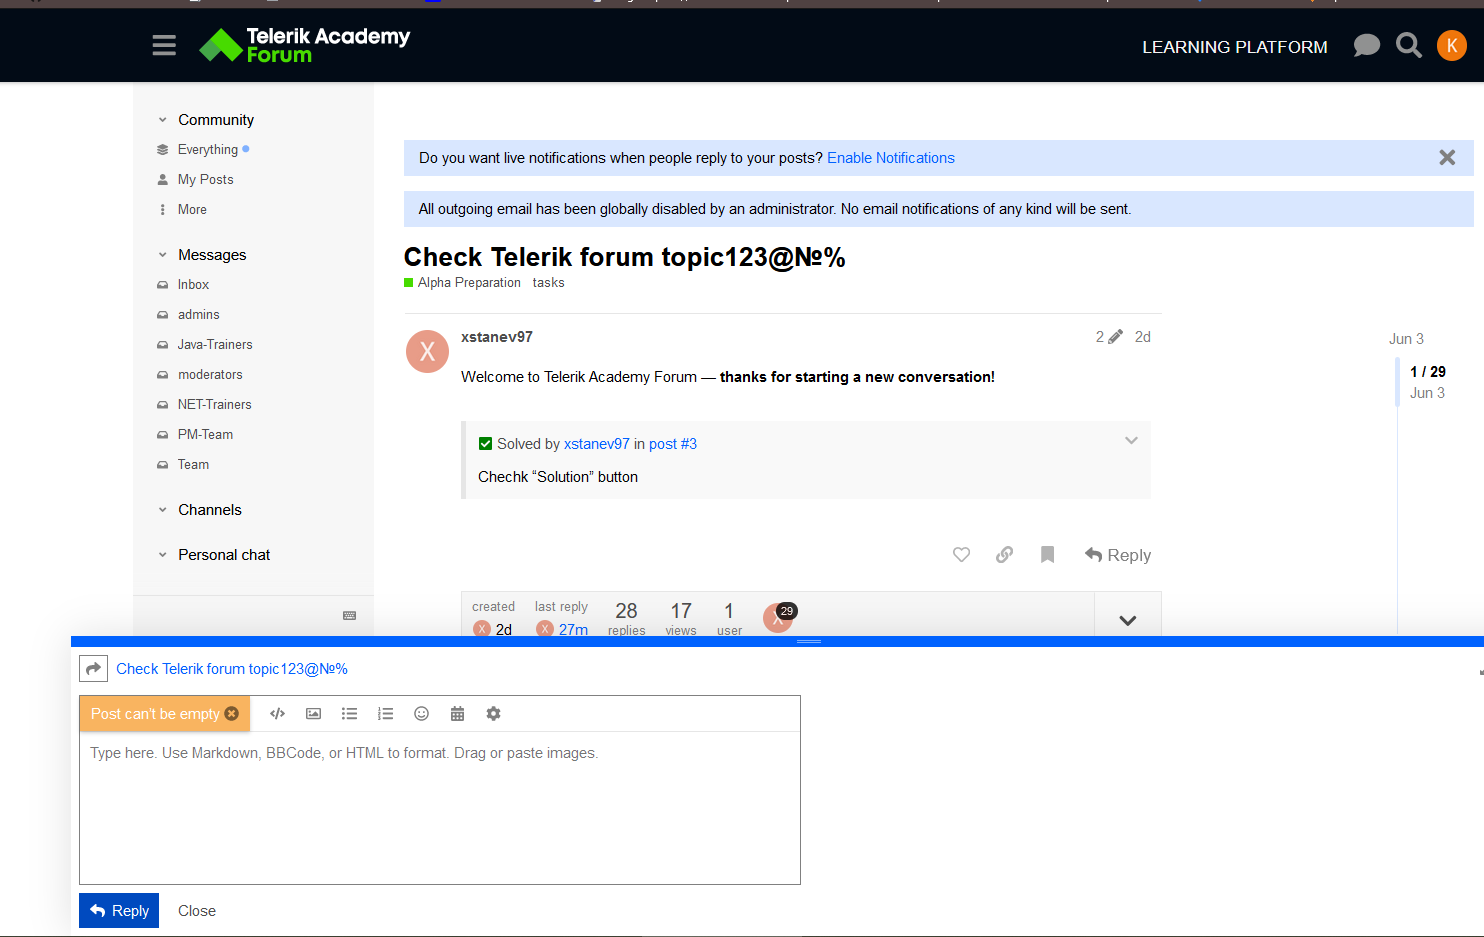 Telerik Academy
Forum
LEARNING PLATFORM
K
Community
Everything
My Posts
More
Messages
Inbox
admins
Java-Trainers
moderators
NET-Trainers
PM-Team
Team
Channels
Personal chat
Do you want live notifications when people reply to your posts? Enable Notifications
All outgoing email has been globally disabled by an administrator. No email notifications of any kind will be sent.
Check Telerik forum topic123@№%
Alpha Preparation tasks
X
xstanev97
2
2d
Welcome to Telerik Academy Forum — thanks for starting a new conversation!
Solved by xstanev97 in post #3
Chechk “Solution” button
Reply
created last reply 28 17 1 X 29
X 2d X 27m replies views user
Jun 3
1 / 29
Jun 3
Check Telerik forum topic123@№%
Post can't be empty
Type here. Use Markdown, BBCode, or HTML to format. Drag or paste images.
Reply Close